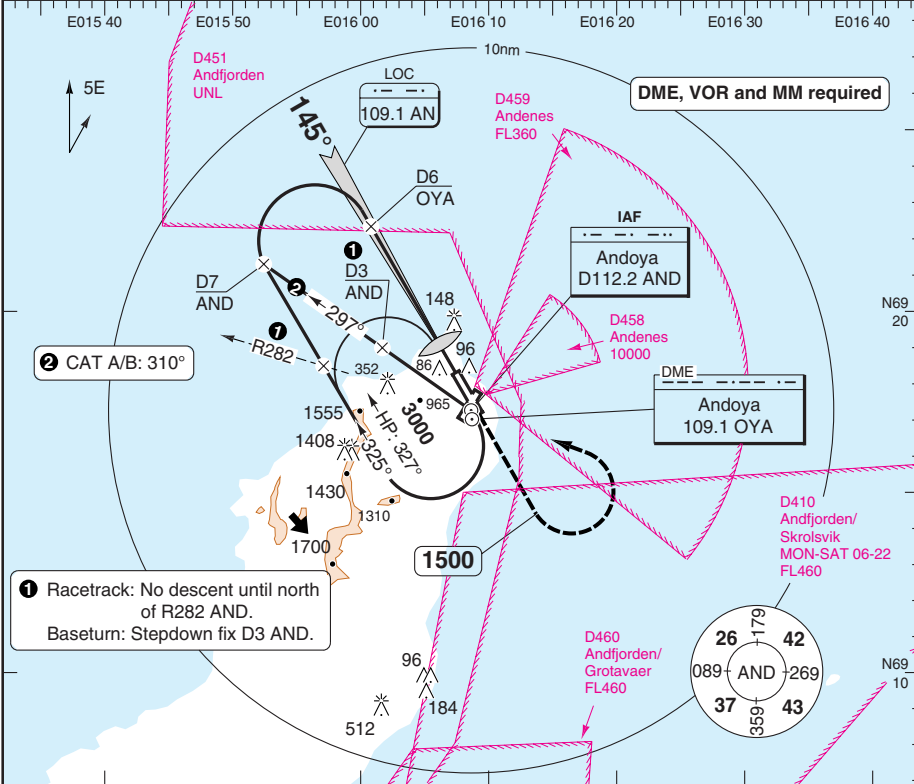 E015 40
E015 50
E016 00
E016 10
E016 20
E016 30
E016 40
10nm
D451
Andfjorden
UNL
5E
LOC
109.1 AN
145°
DME, VOR and MM required
D459
Andenes
FL360
D6
OYA
IAF
Andoya
D112.2 AND
1
D3
AND
D7
AND
2
297°
148
N69
20
D458
Andenes
10000
1
R282
352
86
96
2 CAT A/B: 310°
DME
Andoya
109.1 OYA
965
3000
1555
HP: 327°
325°
1408
1430
1310
1700
1500
D410
Andfjorden/
Skrolsvik
MON-SAT 06-22
FL460
1 Racetrack: No descent until north
of R282 AND.
Baseturn: Stepdown fix D3 AND.
D460
Andfjorden/
Grotavaer
FL460
179
26
42
089
AND
269
37
43
359
N69
10
96
184
512